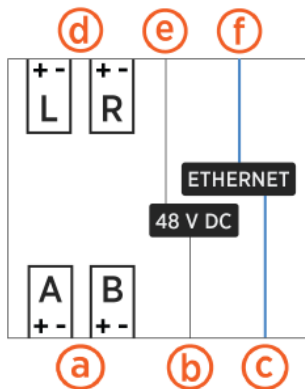 d e f
+ - + -
L R
ETHERNET
48 V DC
A B
+ - + -
a b c